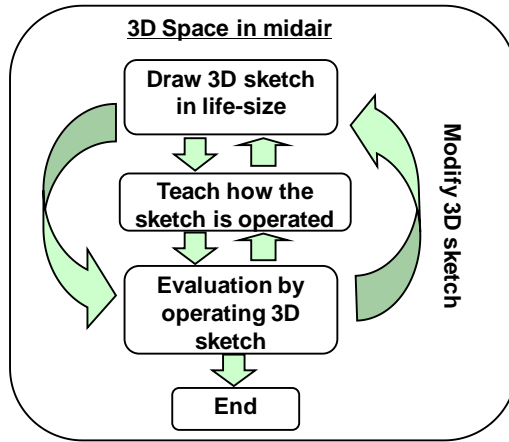 3D Space in midair
Draw 3D sketch
in life-size
Teach how the
sketch is operated
Evaluation by
operating 3D
sketch
End
Modify 3D sketch